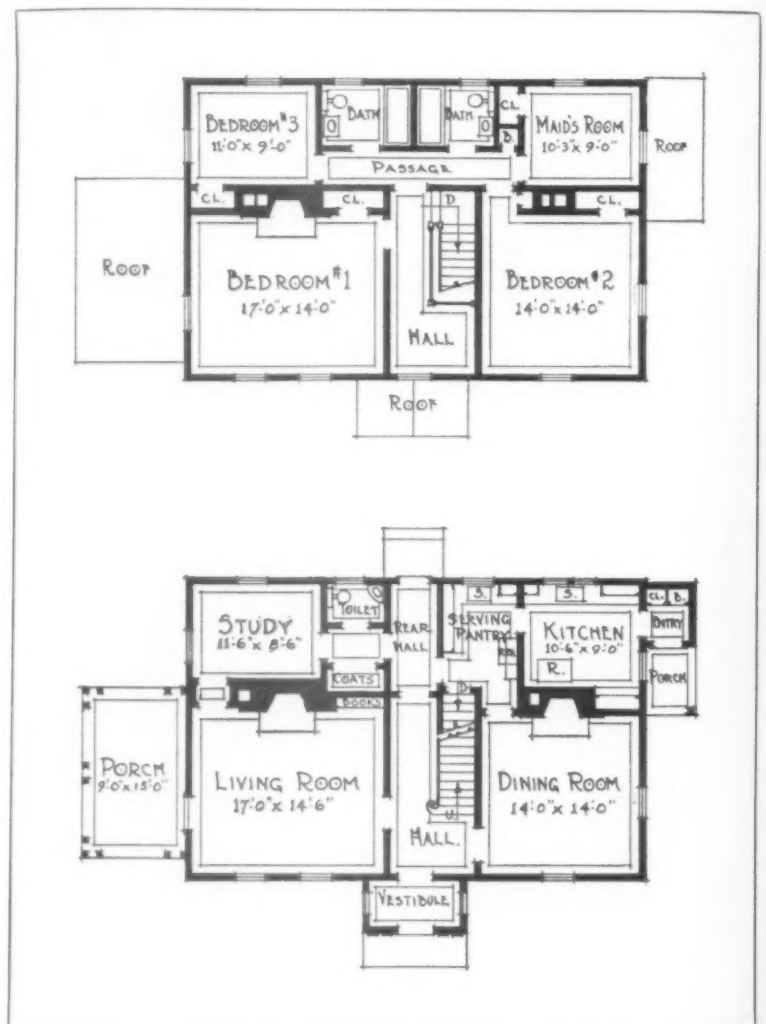 BEDROOM #3
11'-0" x 9'-0"
BATH
BATH
CL.
B.
MAID'S ROOM
10'-3" x 9'-0"
ROOF
PASSAGE
CL.
CL.
D.
CL.
ROOF
BEDROOM #1
17'-0" x 14'-0"
HALL
BEDROOM #2
14'-0" x 14'-0"
ROOF
STUDY
11'-6" x 8'-6"
TOILET
REAR
HALL
S.
SERVING
PANTRY
REF.
S.
KITCHEN
10'-6" x 9'-0"
R.
CL.
B.
ENTRY
PORCH
COATS
BOOKS
D.
PORCH
9'-0" x 15'-0"
LIVING ROOM
17'-0" x 14'-6"
U.
HALL.
DINING ROOM
14'-0" x 14'-0"
VESTIBULE